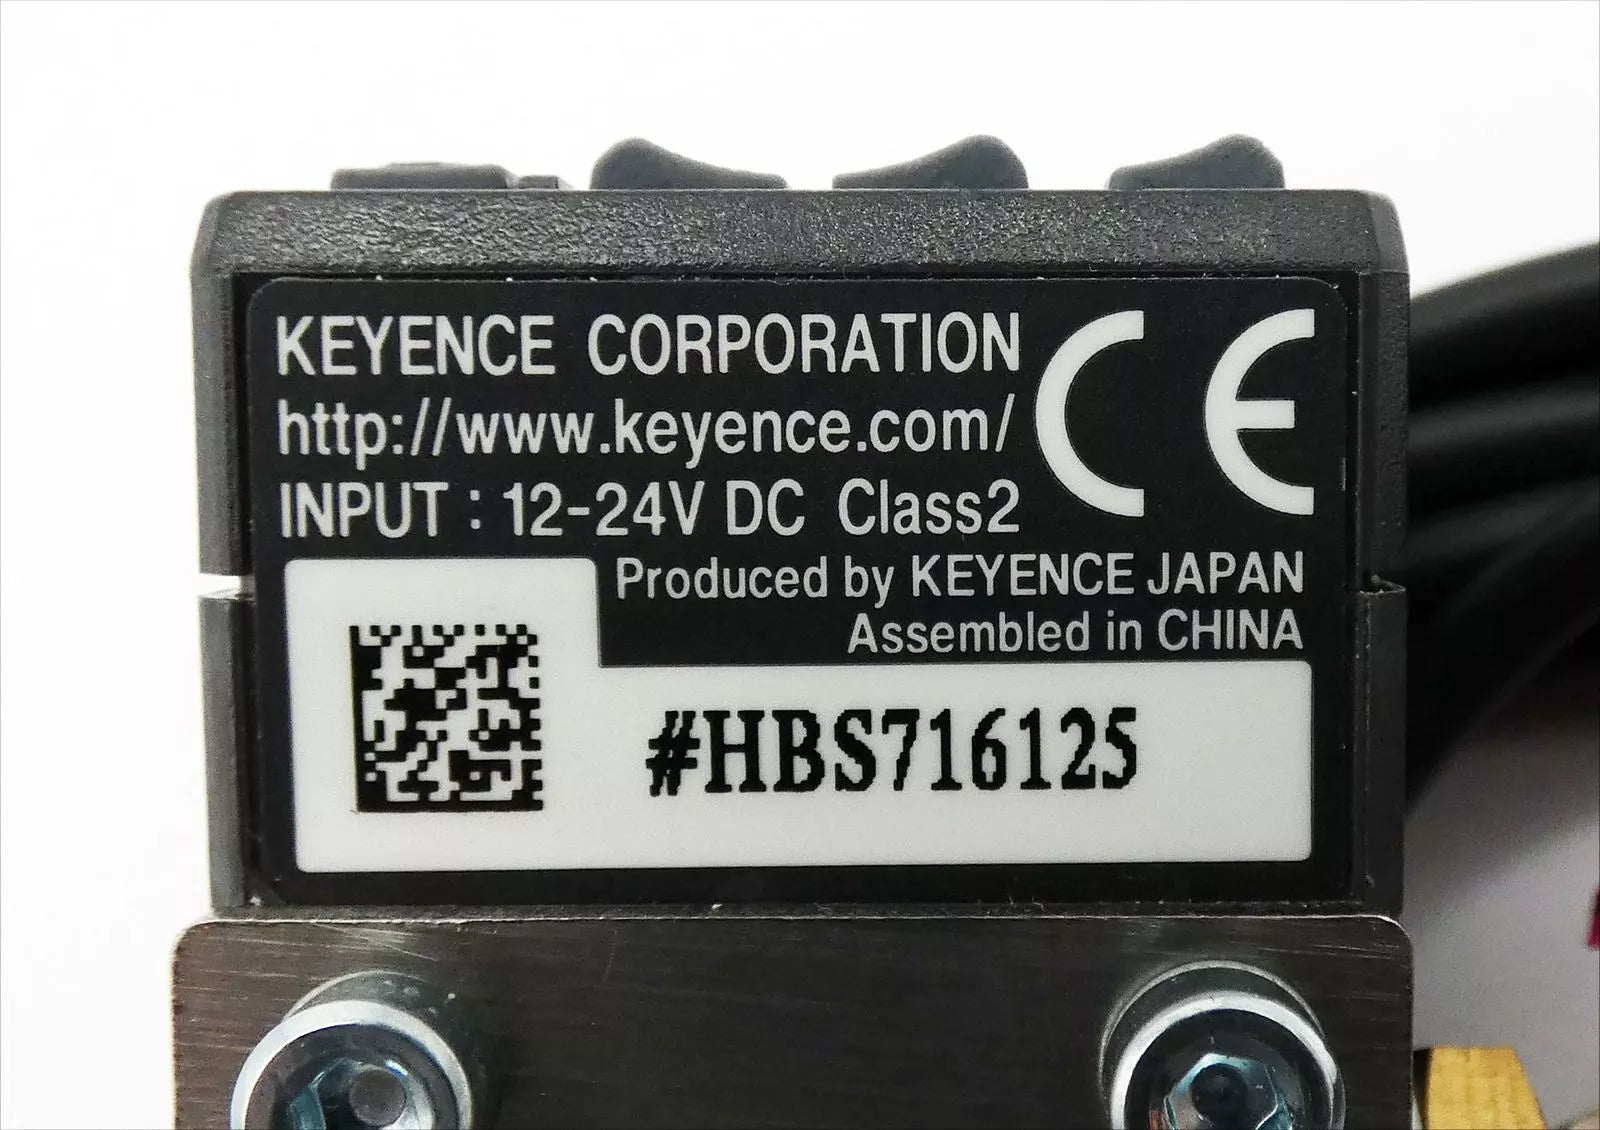 KEYENCE CORPORATION
http://www.keyence.com/
INPUT : 12-24V DC Class2
CE
Produced by KEYENCE JAPAN
Assembled in CHINA
#HBS716125